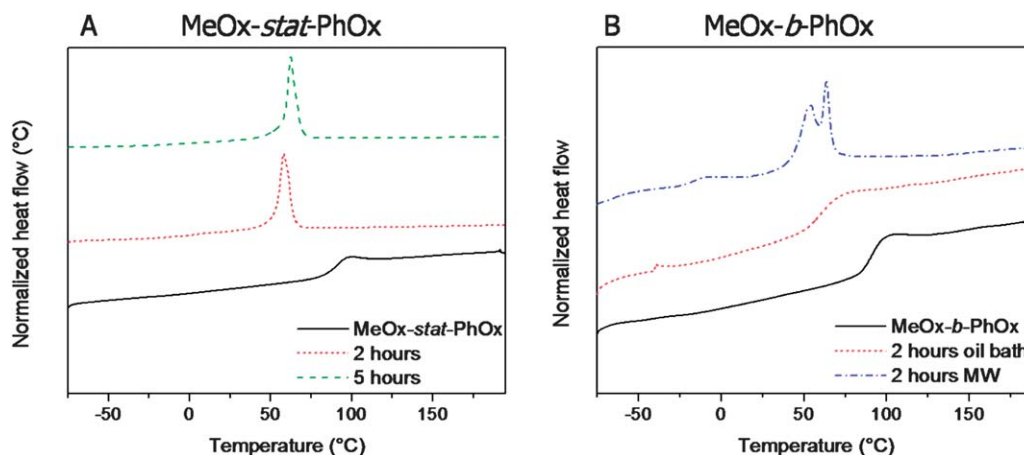 A MeOx-stat-PhOx
Normalized heat flow (°C)
MeOx-stat-PhOx
2 hours
5 hours
-50 0 50 100 150
Temperature (°C)
B MeOx-b-PhOx
Normalized heat flow
MeOx-b-PhOx
2 hours oil bath
2 hours MW
-50 0 50 100 150
Temperature (°C)